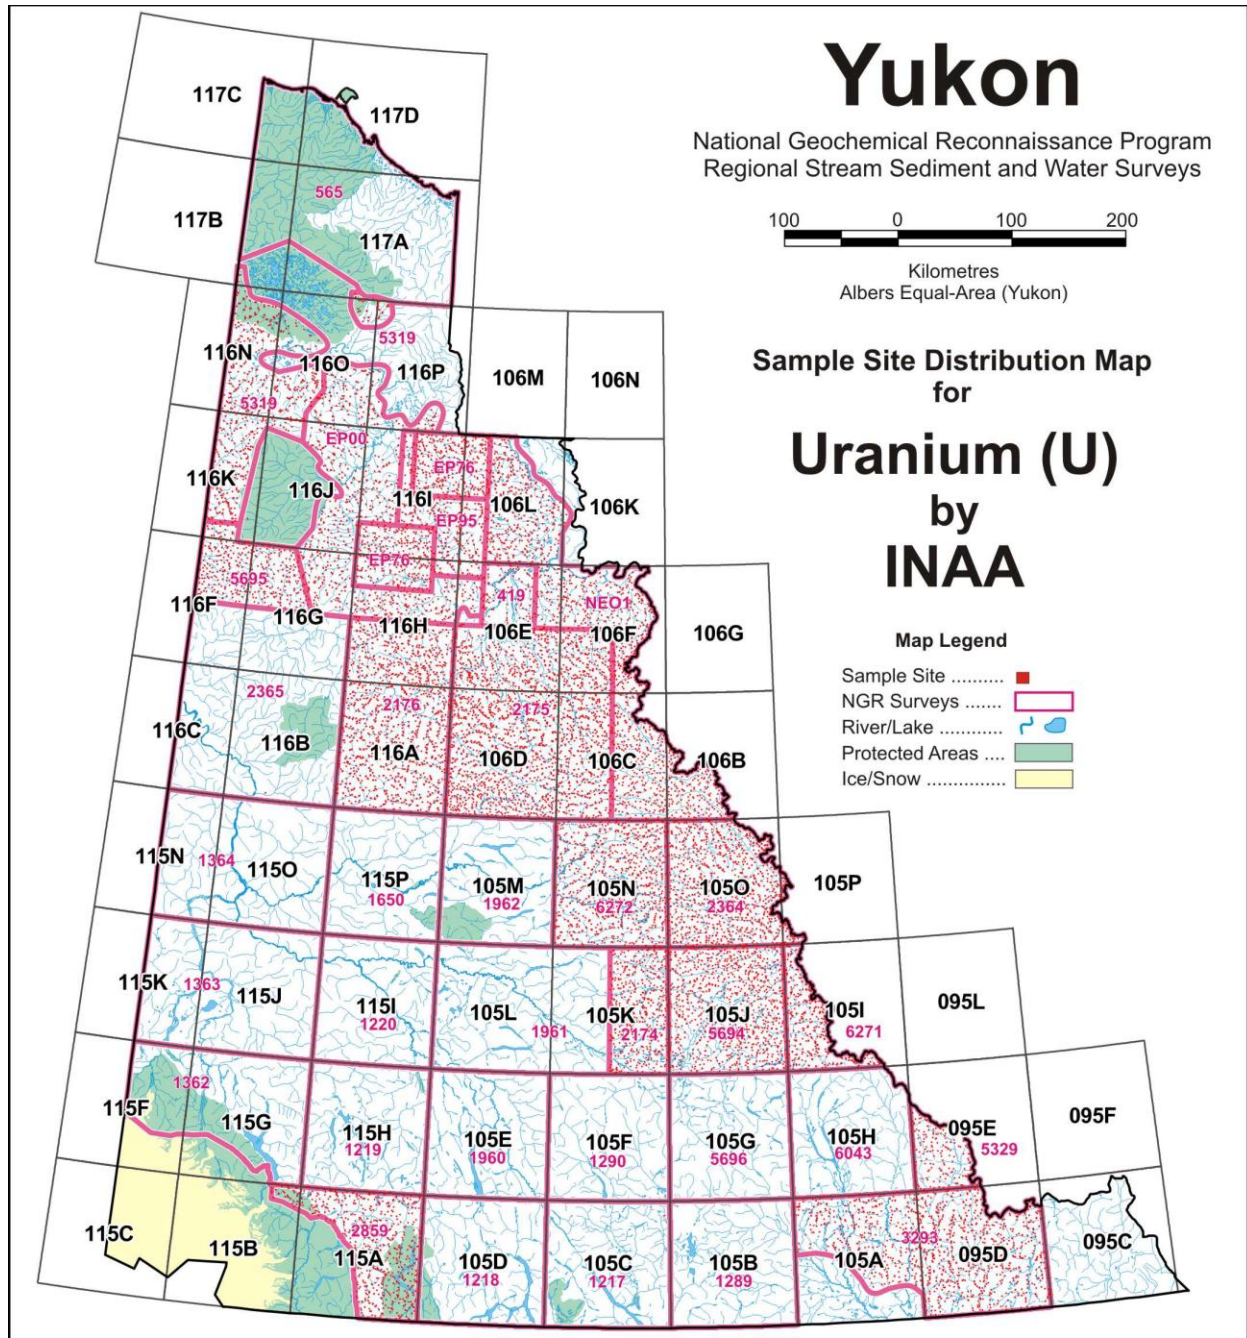 Yukon
National Geochemical Reconnaissance Program
Regional Stream Sediment and Water Surveys
100 0 100 200
Kilometres
Albers Equal-Area (Yukon)
Sample Site Distribution Map
for
Uranium (U)
by
INAA
Map Legend
Sample Site ..........
NGR Surveys .......
River/Lake ............
Protected Areas ....
Ice/Snow ...............
117C
117D
565
117B
117A
5319
116N
116O
116P
106M
106N
5319
EP00
EP76
116K
116J
116I
106L
106K
EP95
EP76
5695
419
NEO1
116F
116G
116H
106E
106F
106G
2365
2176
2175
116C
116B
116A
106D
106C
106B
115N
1364
115O
115P
1650
105M
1962
105N
6272
105O
2364
105P
115K
1363
115J
115I
1220
105L
1961
105K
2174
105J
5694
105I
6271
095L
1362
115F
115G
115H
1219
105E
1960
105F
1290
105G
5696
105H
6043
095E
5329
095F
115C
115B
2859
115A
105D
1218
105C
1217
105B
1289
105A
3293
095D
095C